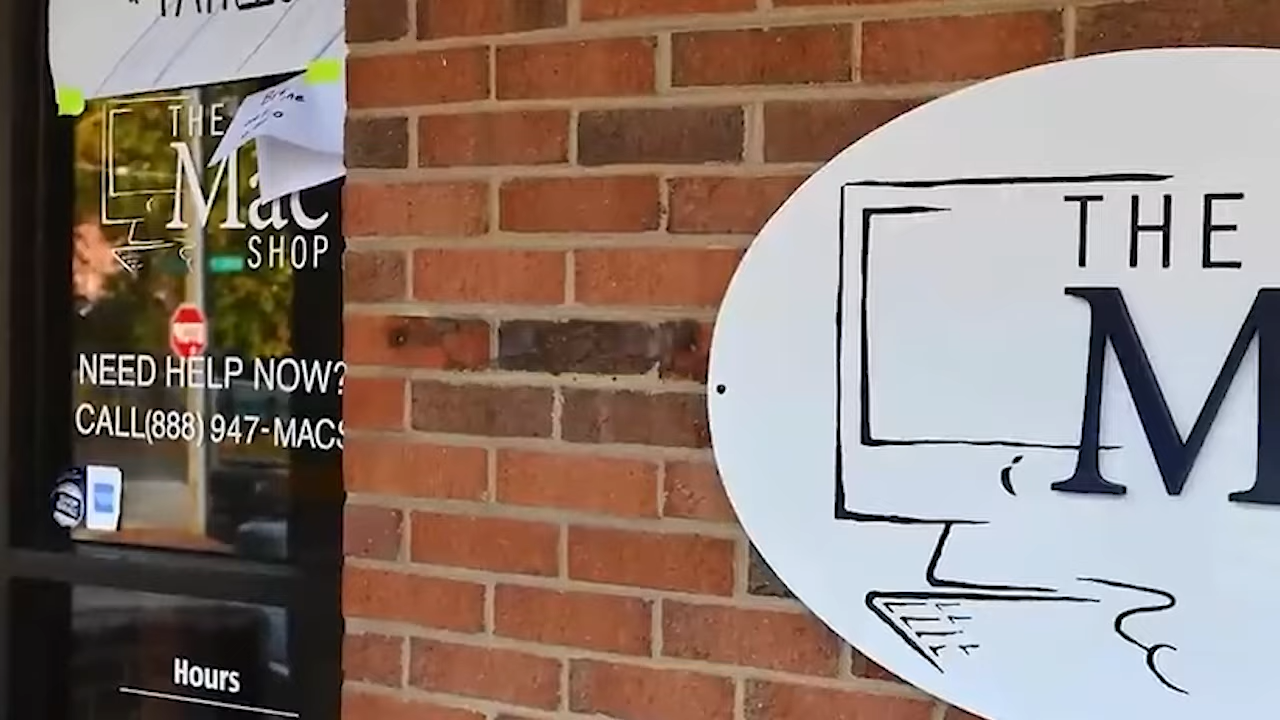 THE
Mac
SHOP
NEED HELP NOW?
CALL(888) 947-MACS
Hours
THE
M